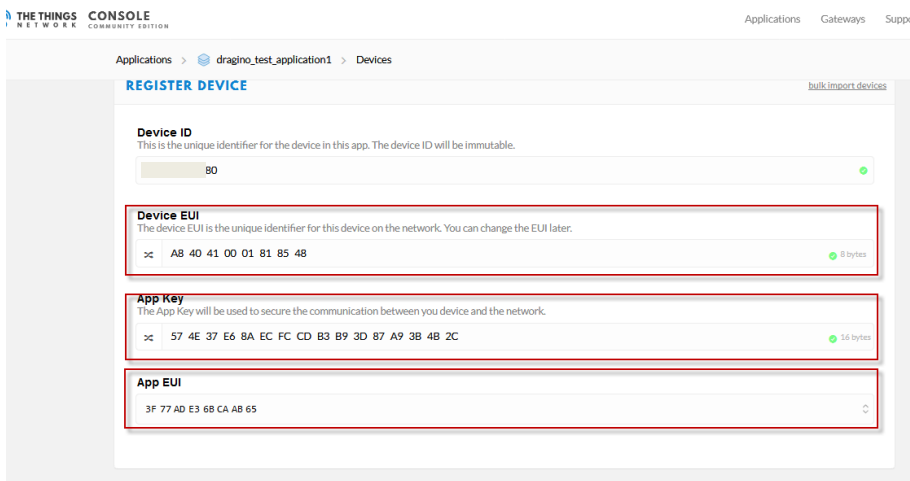 THE THINGS NETWORK CONSOLE COMMUNITY EDITION
Applications Gateways
Applications > dragino_test_application1 > Devices
REGISTER DEVICE bulk import devices
Device ID
This is the unique identifier for the device in this app. The device ID will be immutable.
80
Device EUI
The device EUI is the unique identifier for this device on the network. You can change the EUI later.
A8 40 41 00 01 81 85 48 8 bytes
App Key
The App Key will be used to secure the communication between you device and the network.
57 4E 37 E6 8A EC FC CD B3 B9 3D 87 A9 3B 4B 2C 16 bytes
App EUI
3F 77 AD E3 6B CA AB 65